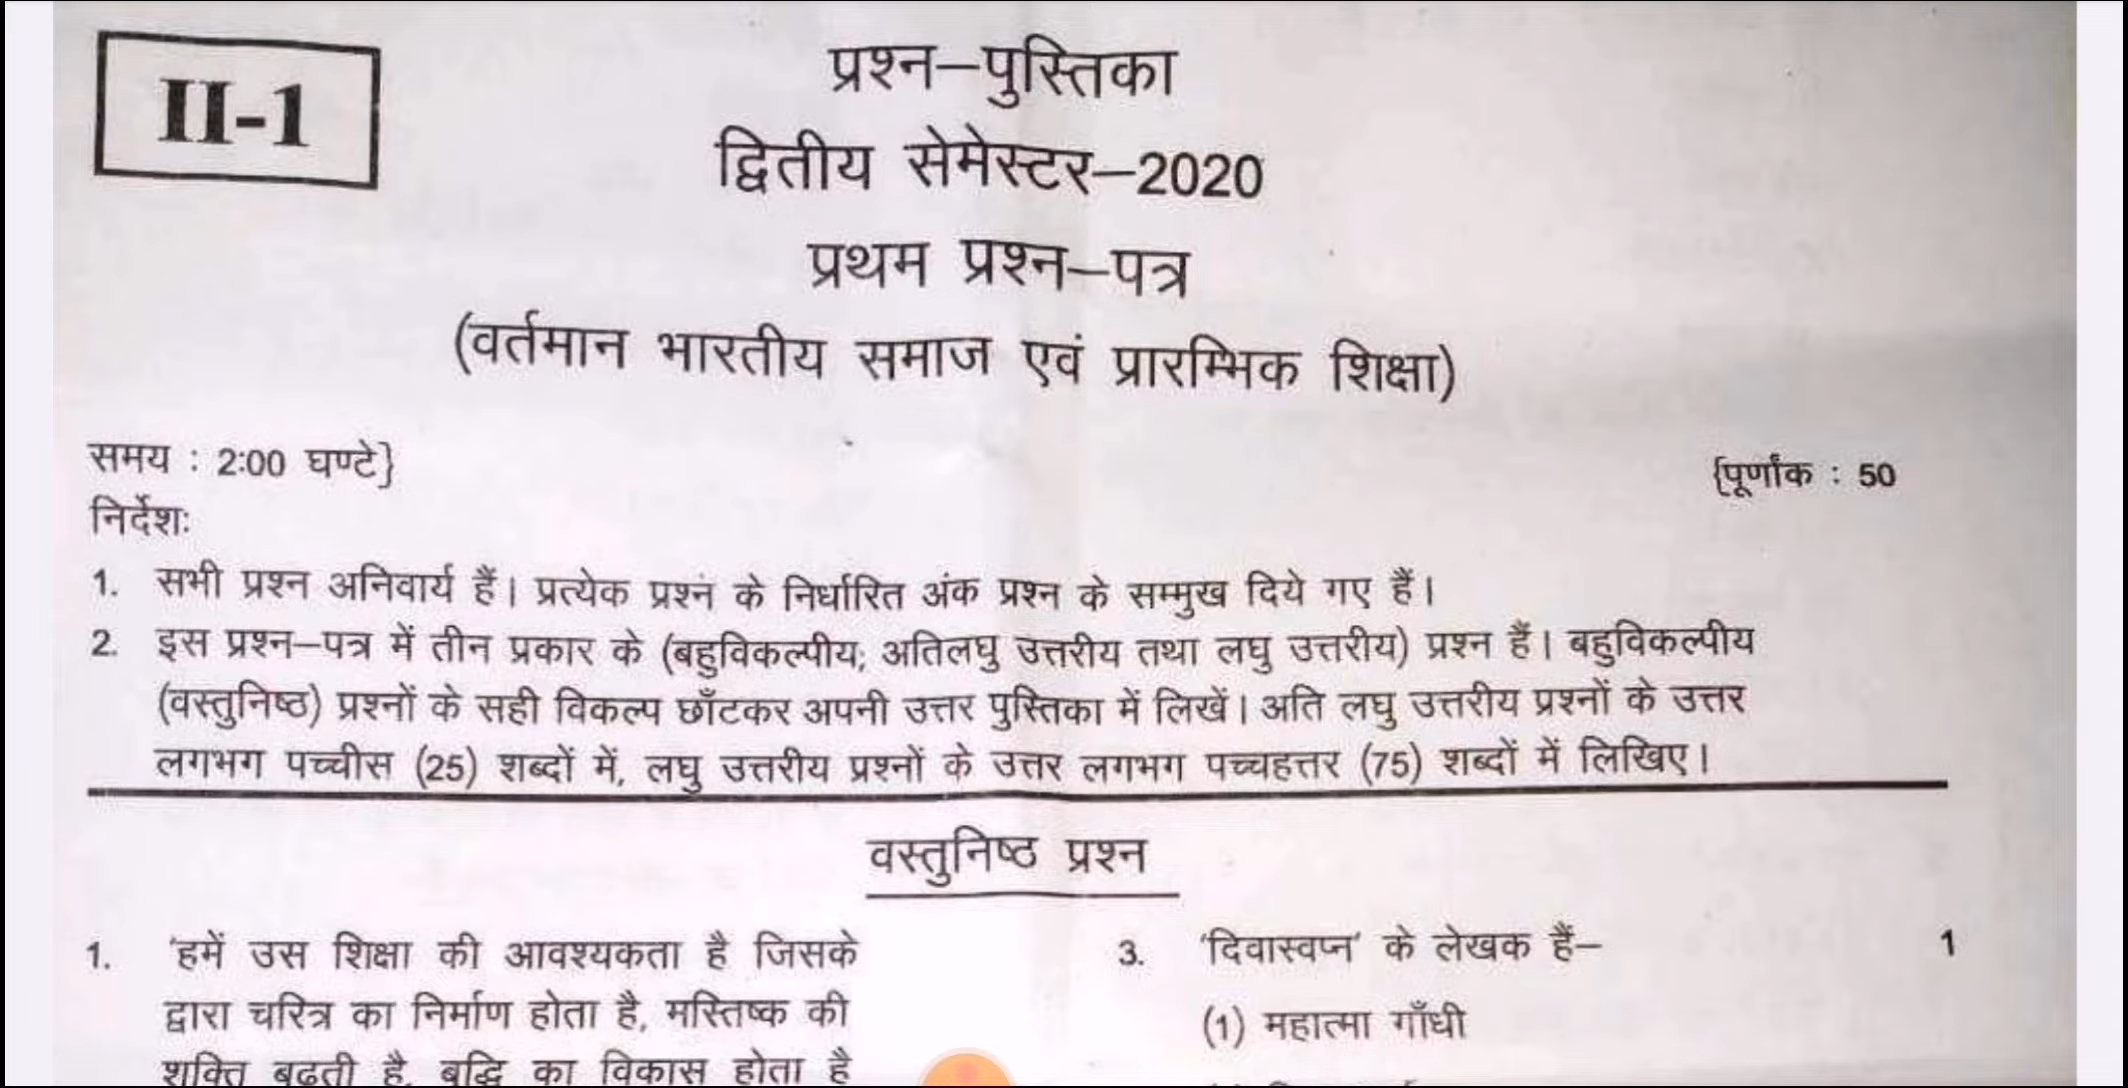 II-1
प्रश्न–पुस्तिका
द्वितीय सेमेस्टर–2020
प्रथम प्रश्न–पत्र
(वर्तमान भारतीय समाज एवं प्रारम्भिक शिक्षा)
समय : 2:00 घण्टे}
{पूर्णांक : 50
निर्देशः
1. सभी प्रश्न अनिवार्य हैं। प्रत्येक प्रश्न के निर्धारित अंक प्रश्न के सम्मुख दिये गए हैं।
2. इस प्रश्न–पत्र में तीन प्रकार के (बहुविकल्पीय; अतिलघु उत्तरीय तथा लघु उत्तरीय) प्रश्न हैं। बहुविकल्पीय
(वस्तुनिष्ठ) प्रश्नों के सही विकल्प छाँटकर अपनी उत्तर पुस्तिका में लिखें। अति लघु उत्तरीय प्रश्नों के उत्तर
लगभग पच्चीस (25) शब्दों में, लघु उत्तरीय प्रश्नों के उत्तर लगभग पच्चहत्तर (75) शब्दों में लिखिए।
वस्तुनिष्ठ प्रश्न
1. 'हमें उस शिक्षा की आवश्यकता है जिसके
द्वारा चरित्र का निर्माण होता है, मस्तिष्क की
शक्ति बढ़ती है, बुद्धि का विकास होता है
3. 'दिवास्वप्न' के लेखक हैं– 1
(1) महात्मा गाँधी